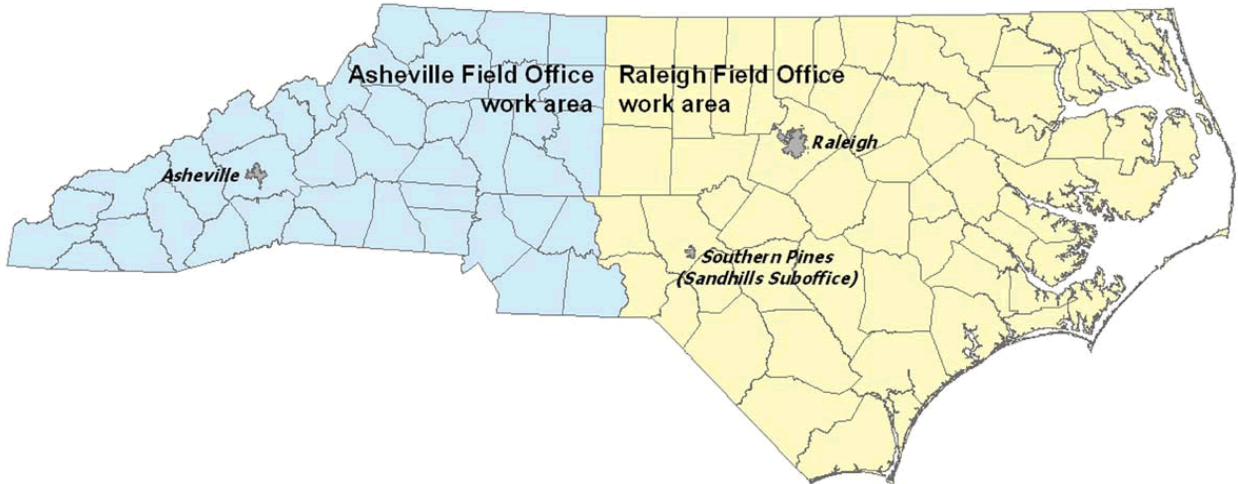 Asheville Field Office
work area
Raleigh Field Office
work area
Raleigh
Asheville
Southern Pines
(Sandhills Suboffice)